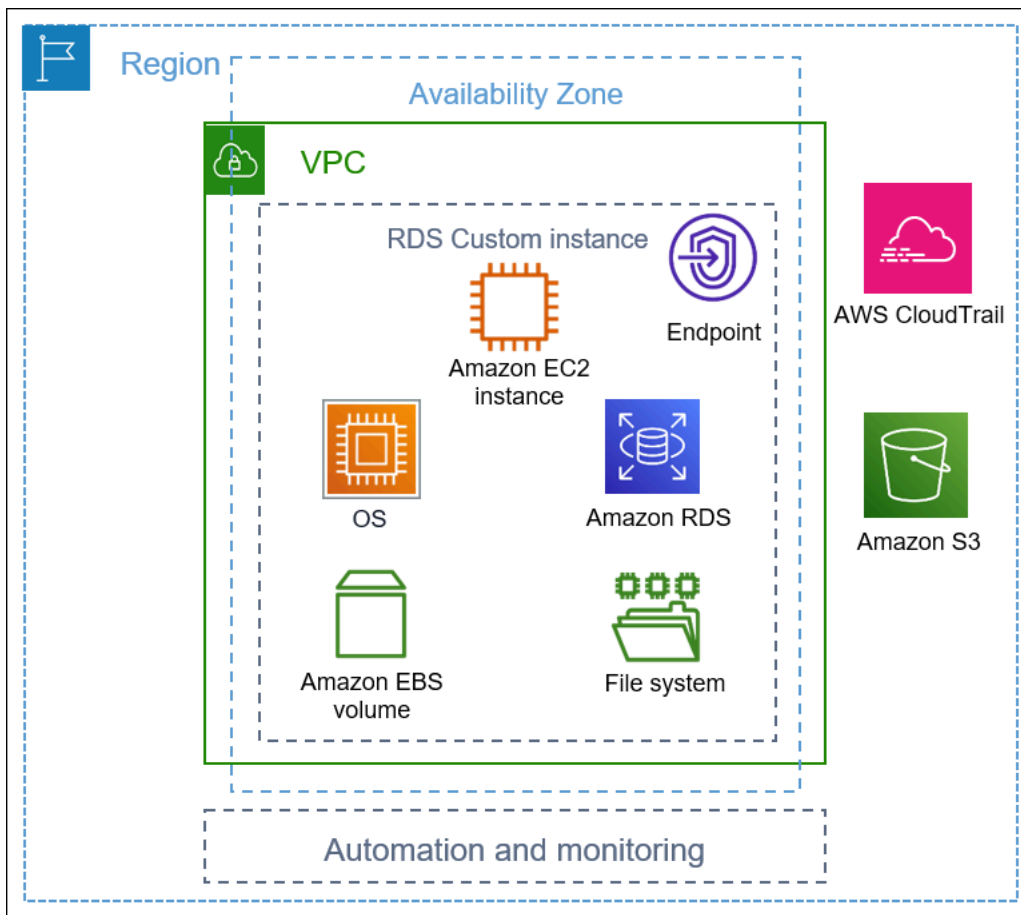 Region
Availability Zone
VPC
RDS Custom instance
Endpoint
Amazon EC2
instance
OS
Amazon RDS
Amazon EBS
volume
File system
AWS CloudTrail
Amazon S3
Automation and monitoring